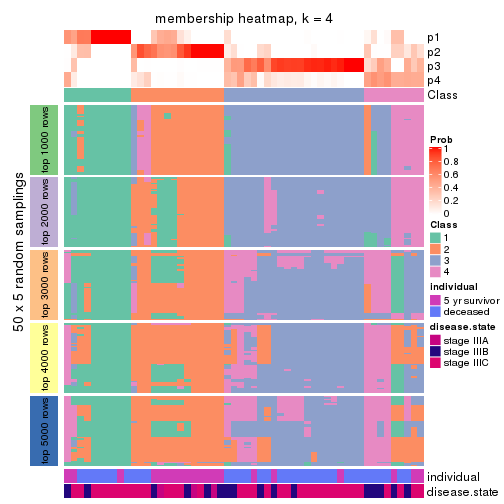 membership heatmap, k = 4
p1
p2
p3
p4
Class
50 x 5 random samplings
top 1000 rows
top 2000 rows
top 3000 rows
top 4000 rows
top 5000 rows
individual
disease.state
Prob
1
0.8
0.6
0.4
0.2
0
Class
1
2
3
4
individual
5 yr survivor
deceased
disease.state
stage IIIA
stage IIIB
stage IIIC